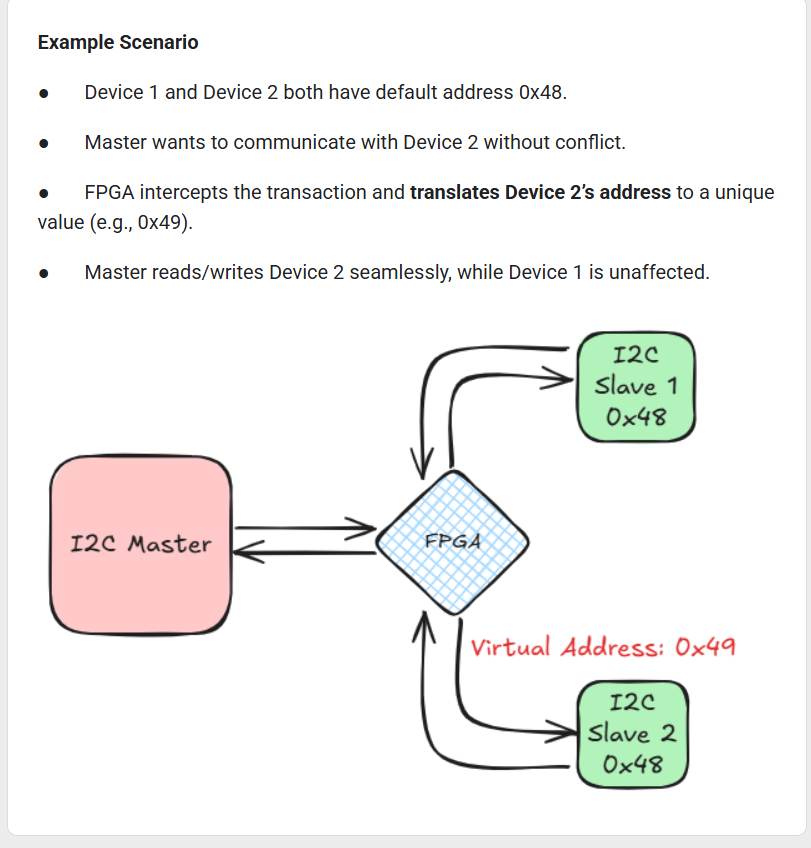 Example Scenario
● Device 1 and Device 2 both have default address 0x48.
● Master wants to communicate with Device 2 without conflict.
● FPGA intercepts the transaction and translates Device 2’s address to a unique
value (e.g., 0x49).
● Master reads/writes Device 2 seamlessly, while Device 1 is unaffected.
I2C
Slave 1
0x48
I2C Master
FPGA
Virtual Address: 0x49
I2C
Slave 2
0x48